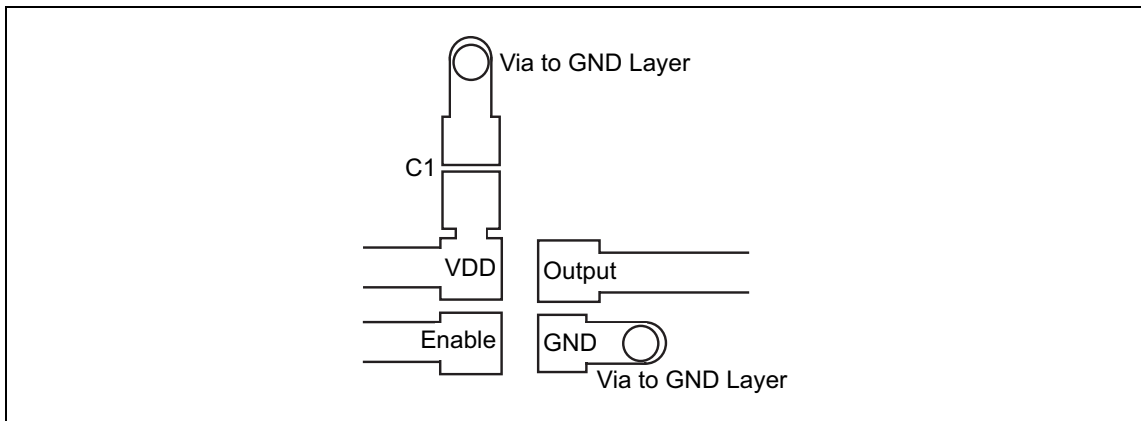 Via to GND Layer
C1
VDD
Output
Enable
GND
Via to GND Layer